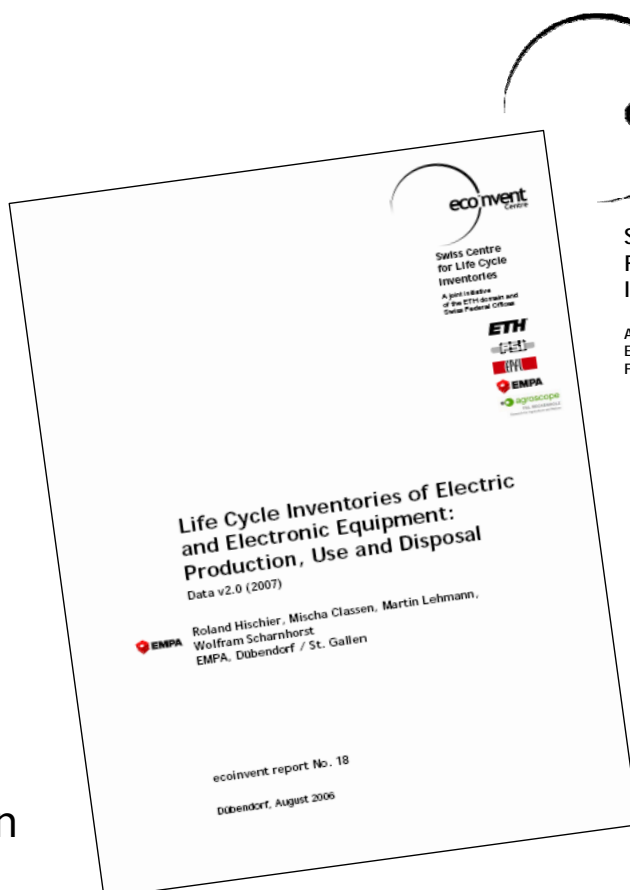 ecoinvent
Centre
Swiss Centre
for Life Cycle
Inventories
A joint initiative
of the ETH domain and
Swiss Federal Offices
ETH
EMPA
agroscope
Life Cycle Inventories of Electric
and Electronic Equipment:
Production, Use and Disposal
Data v2.0 (2007)
EMPA
Roland Hischier, Mischa Classen, Martin Lehmann,
Wolfram Scharnhorst
EMPA, Dübendorf / St. Gallen
ecoinvent report No. 18
Dübendorf, August 2006
n